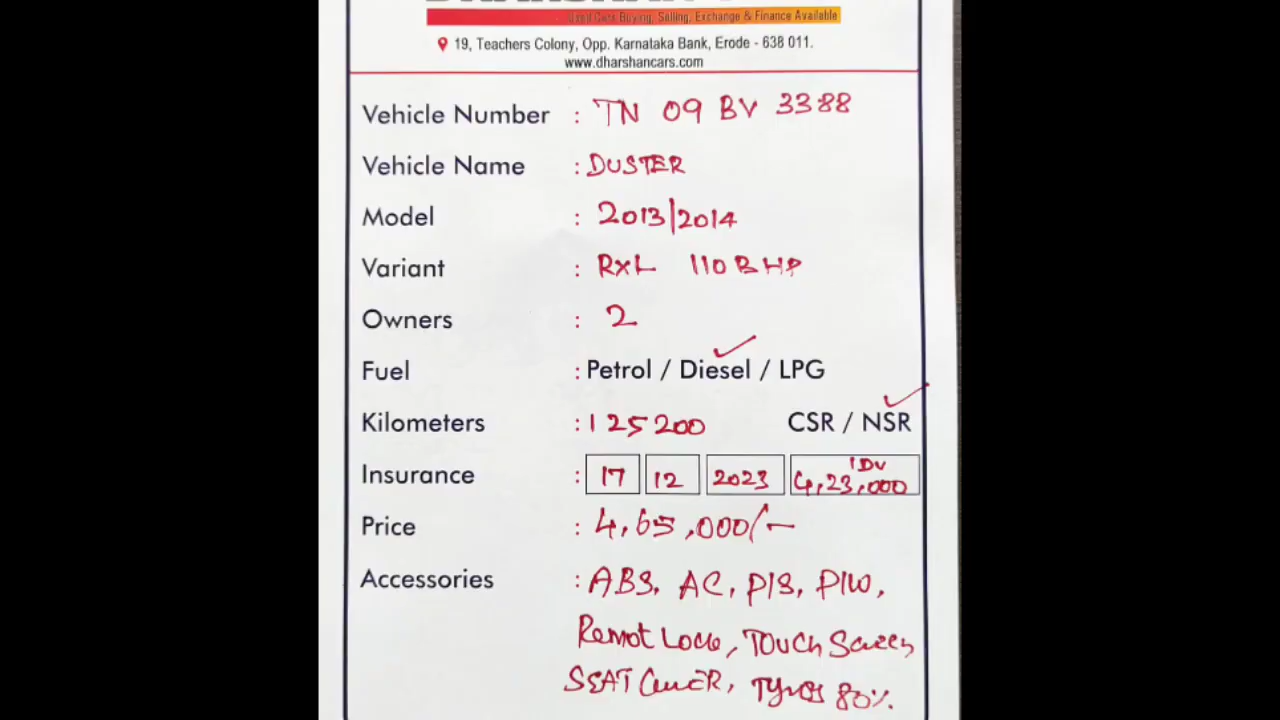 Used Cars Buying, Selling, Exchange & Finance Available
19, Teachers Colony, Opp. Karnataka Bank, Erode - 638 011.
www.dharshancars.com
Vehicle Number : TN 09 BV 3388
Vehicle Name : DUSTER
Model : 2013/2014
Variant : RXL 110 BHP
Owners : 2
Fuel : Petrol / Diesel / LPG
Kilometers : 125200 CSR / NSR
Insurance : 17 12 2023 IDV 4,23,000
Price : 4,65,000/-
Accessories : ABS, AC, P/S, P/W,
Remot Lock, Touch Screen
SEAT CovER, Tyres 80%.